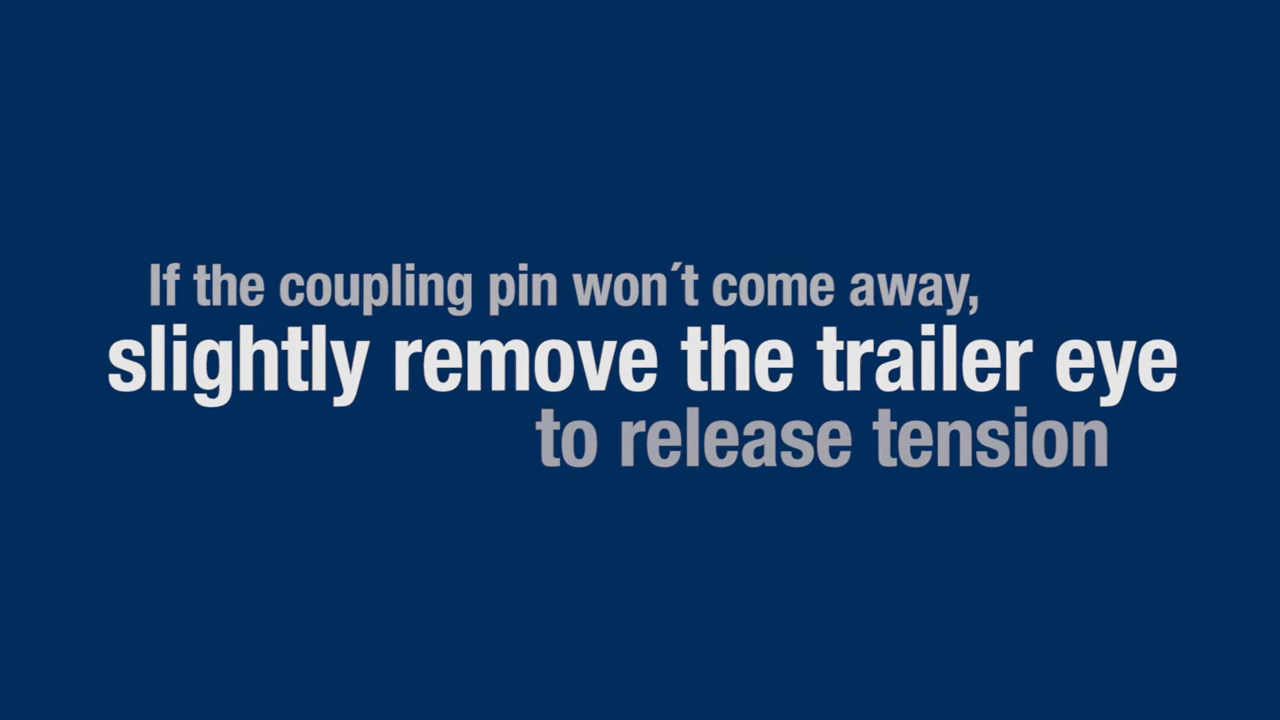 If the coupling pin won´t come away,
slightly remove the trailer eye
to release tension